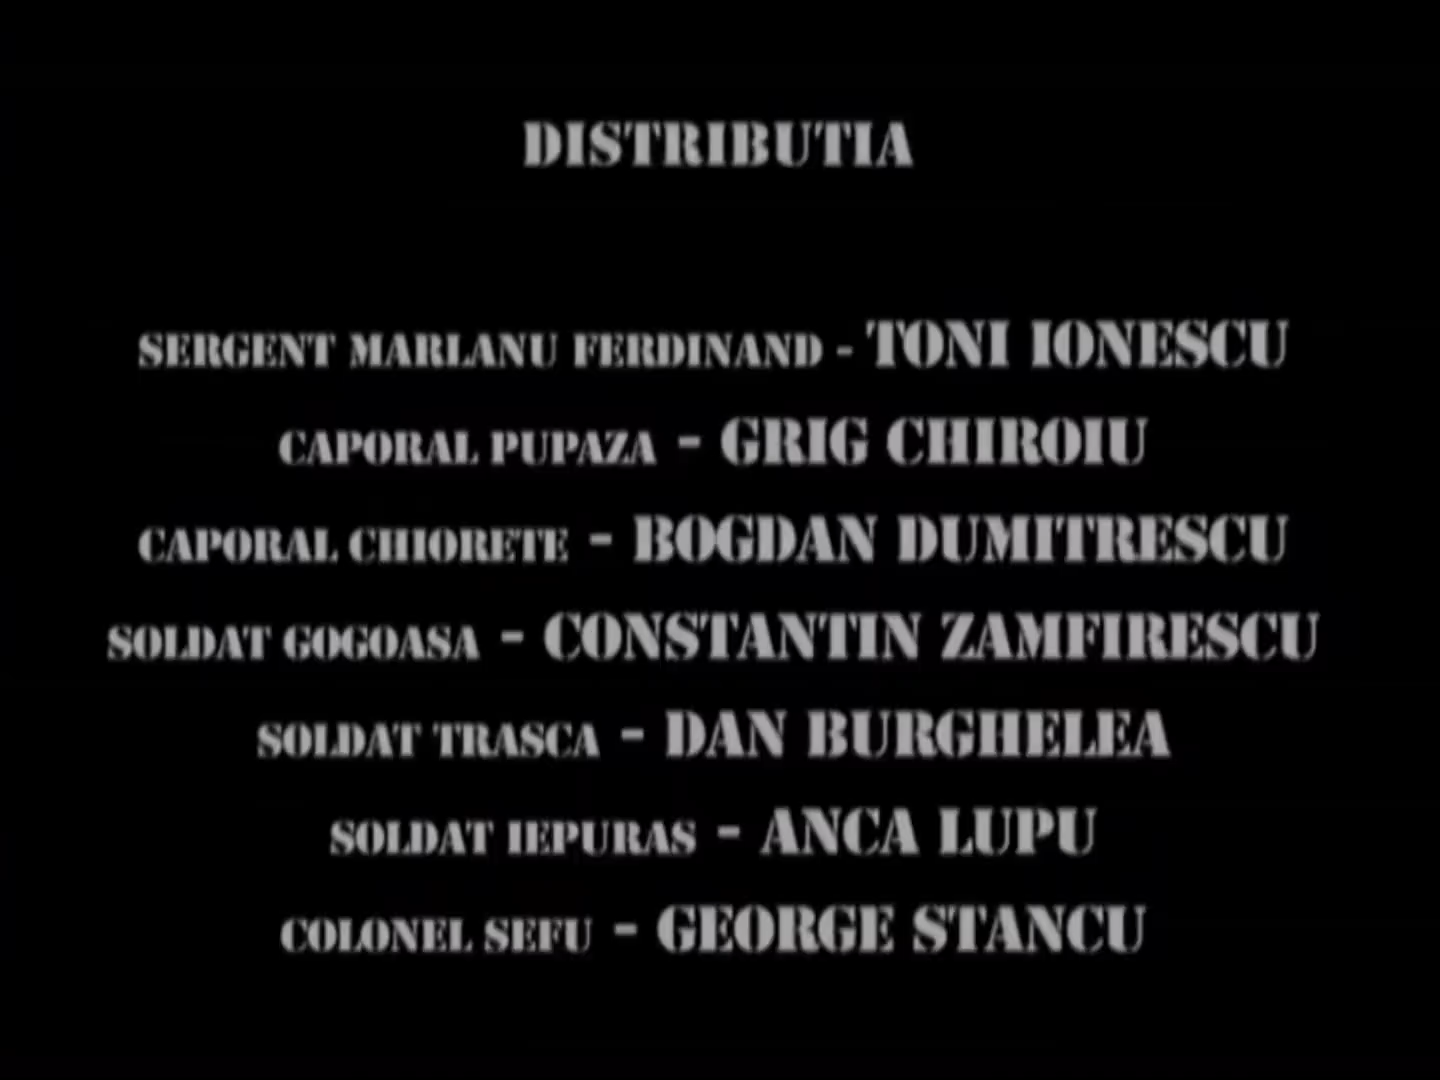 DISTRIBUTIA
SERGENT MARLANU FERDINAND - TONI IONESCU
CAPORAL PUPAZA - GRIG CHIROIU
CAPORAL CHIORETE - BOGDAN DUMITRESCU
SOLDAT GOGOASA - CONSTANTIN ZAMFIRESCU
SOLDAT TRASCA - DAN BURGHELEA
SOLDAT IEPURAS - ANCA LUPU
COLONEL SEFU - GEORGE STANCU